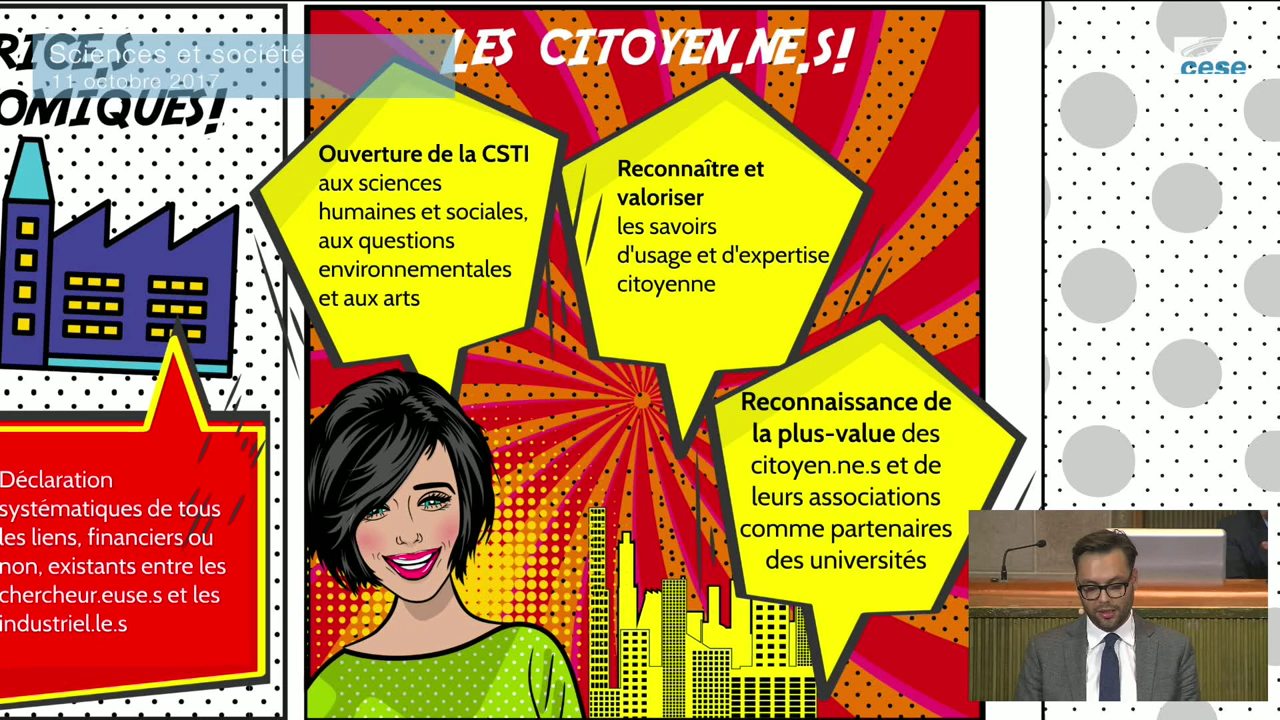 RICES
OMIQUES!
Sciences et société
11 octobre 2017
LES CITOYEN.NE.S!
cese
Ouverture de la CSTI
aux sciences
humaines et sociales,
aux questions
environnementales
et aux arts
Reconnaître et
valoriser
les savoirs
d'usage et d'expertise
citoyenne
Reconnaissance de
la plus-value des
citoyen.ne.s et de
leurs associations
comme partenaires
des universités
Déclaration
systématiques de tous
les liens, financiers ou
non, existants entre les
chercheur.euse.s et les
industriel.le.s